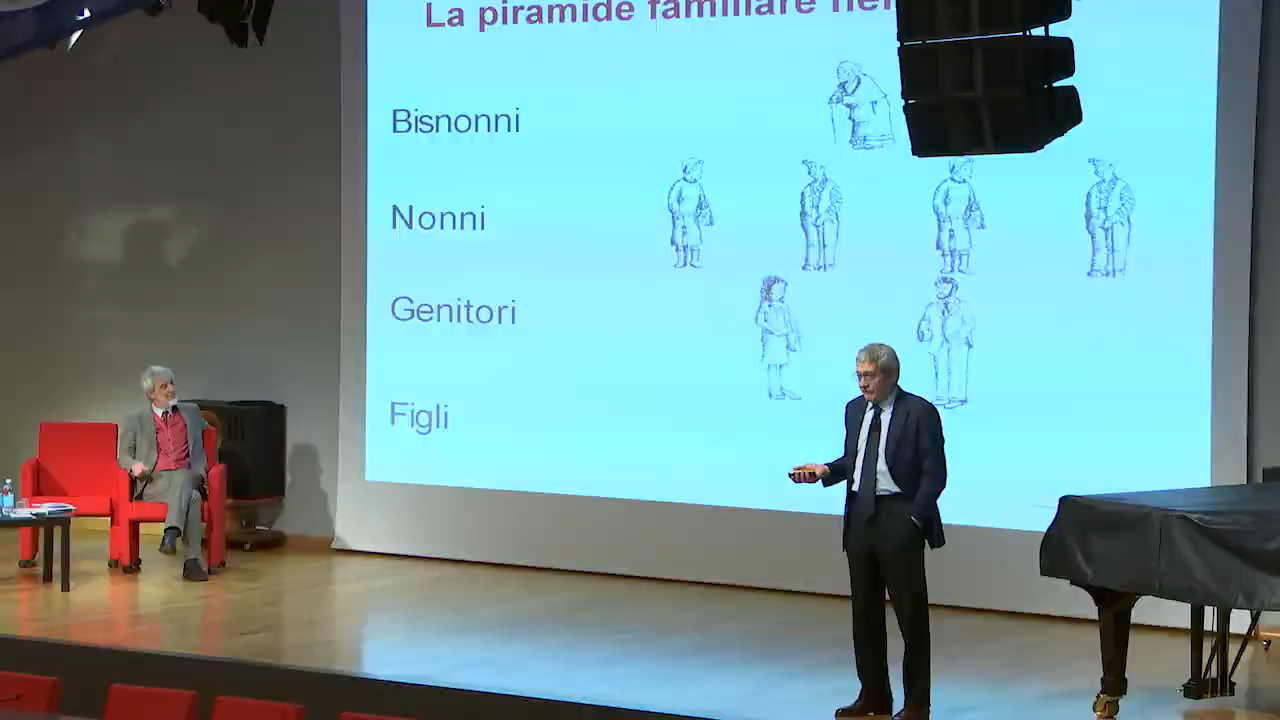 La piramide familiare
Bisnonni
Nonni
Genitori
Figli